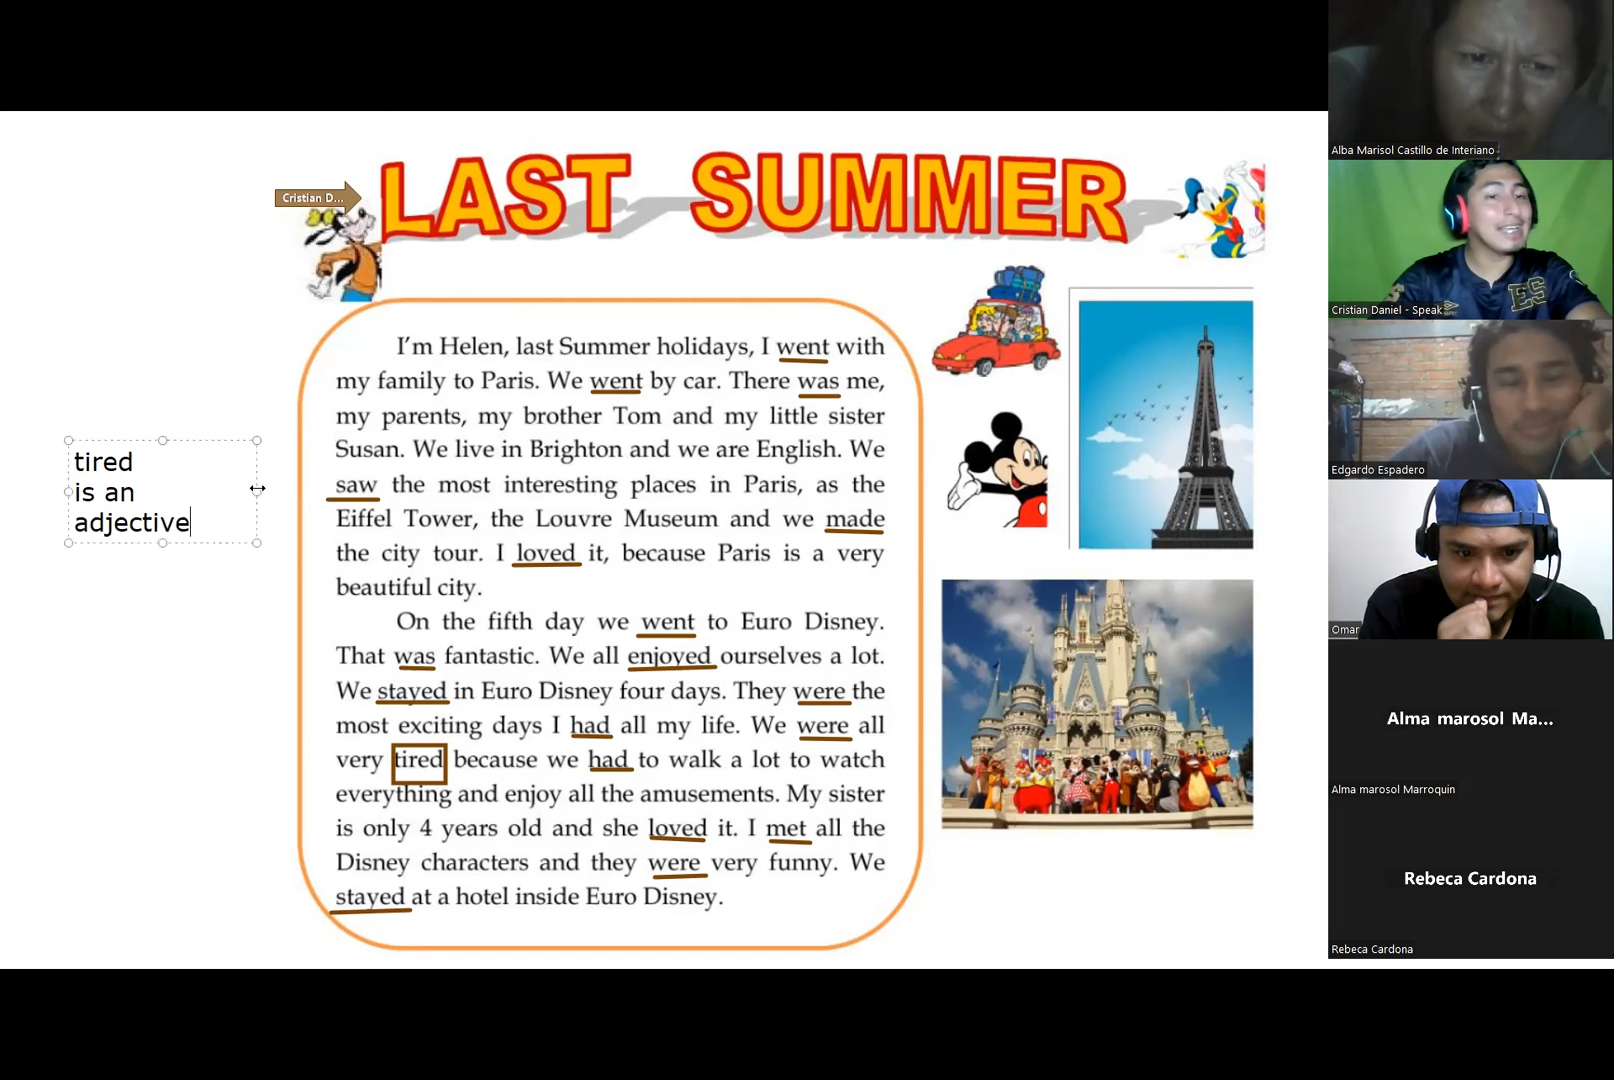 LAST SUMMER
Cristian D...
I'm Helen, last Summer holidays, I went with
my family to Paris. We went by car. There was me,
my parents, my brother Tom and my little sister
Susan. We live in Brighton and we are English. We
saw the most interesting places in Paris, as the
Eiffel Tower, the Louvre Museum and we made
the city tour. I loved it, because Paris is a very
beautiful city.
On the fifth day we went to Euro Disney.
That was fantastic. We all enjoyed ourselves a lot.
We stayed in Euro Disney four days. They were the
most exciting days I had all my life. We were all
very tired because we had to walk a lot to watch
everything and enjoy all the amusements. My sister
is only 4 years old and she loved it. I met all the
Disney characters and they were very funny. We
stayed at a hotel inside Euro Disney.
tired
is an
adjective
Alba Marisol Castillo de Interiano
ES
Cristian Daniel - Speak
Edgardo Espadero
Omar
Alma marosol Ma...
Alma marosol Marroquin
Rebeca Cardona
Rebeca Cardona